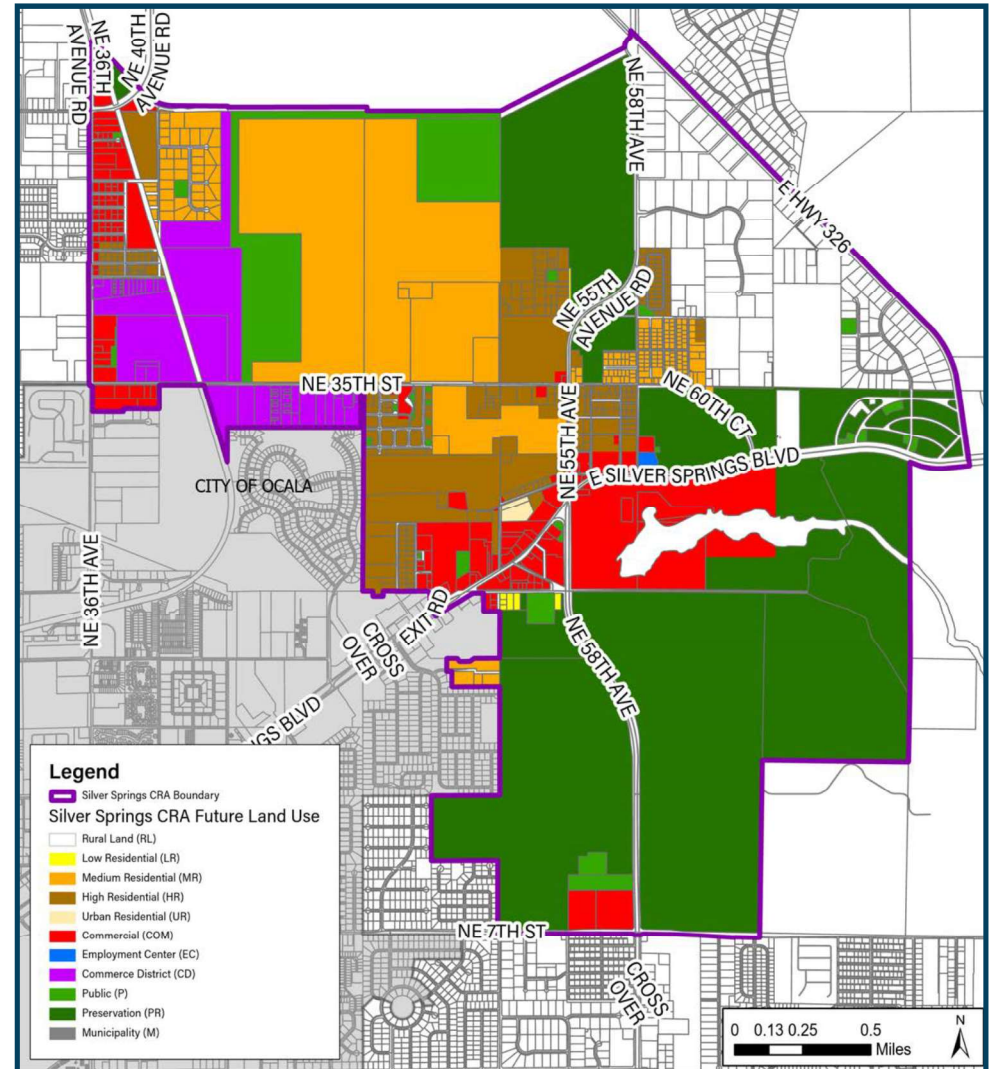 NE 36TH
AVENUE RD
NE 40TH
AVENUE RD
NE 58TH AVE
E HWY 326
NE 55TH
AVENUE RD
NE 35TH ST
NE 60TH CT
NE 55TH AVE
E SILVER SPRINGS BLVD
CITY OF OCALA
NE 36TH AVE
EXIT RD
CROSS
OVER
NE 58TH AVE
NGS BLVD
NE 7TH ST
CROSS
OVER
Legend
Silver Springs CRA Boundary
Silver Springs CRA Future Land Use
Rural Land (RL)
Low Residential (LR)
Medium Residential (MR)
High Residential (HR)
Urban Residential (UR)
Commercial (COM)
Employment Center (EC)
Commerce District (CD)
Public (P)
Preservation (PR)
Municipality (M)
0 0.13 0.25 0.5
Miles
N